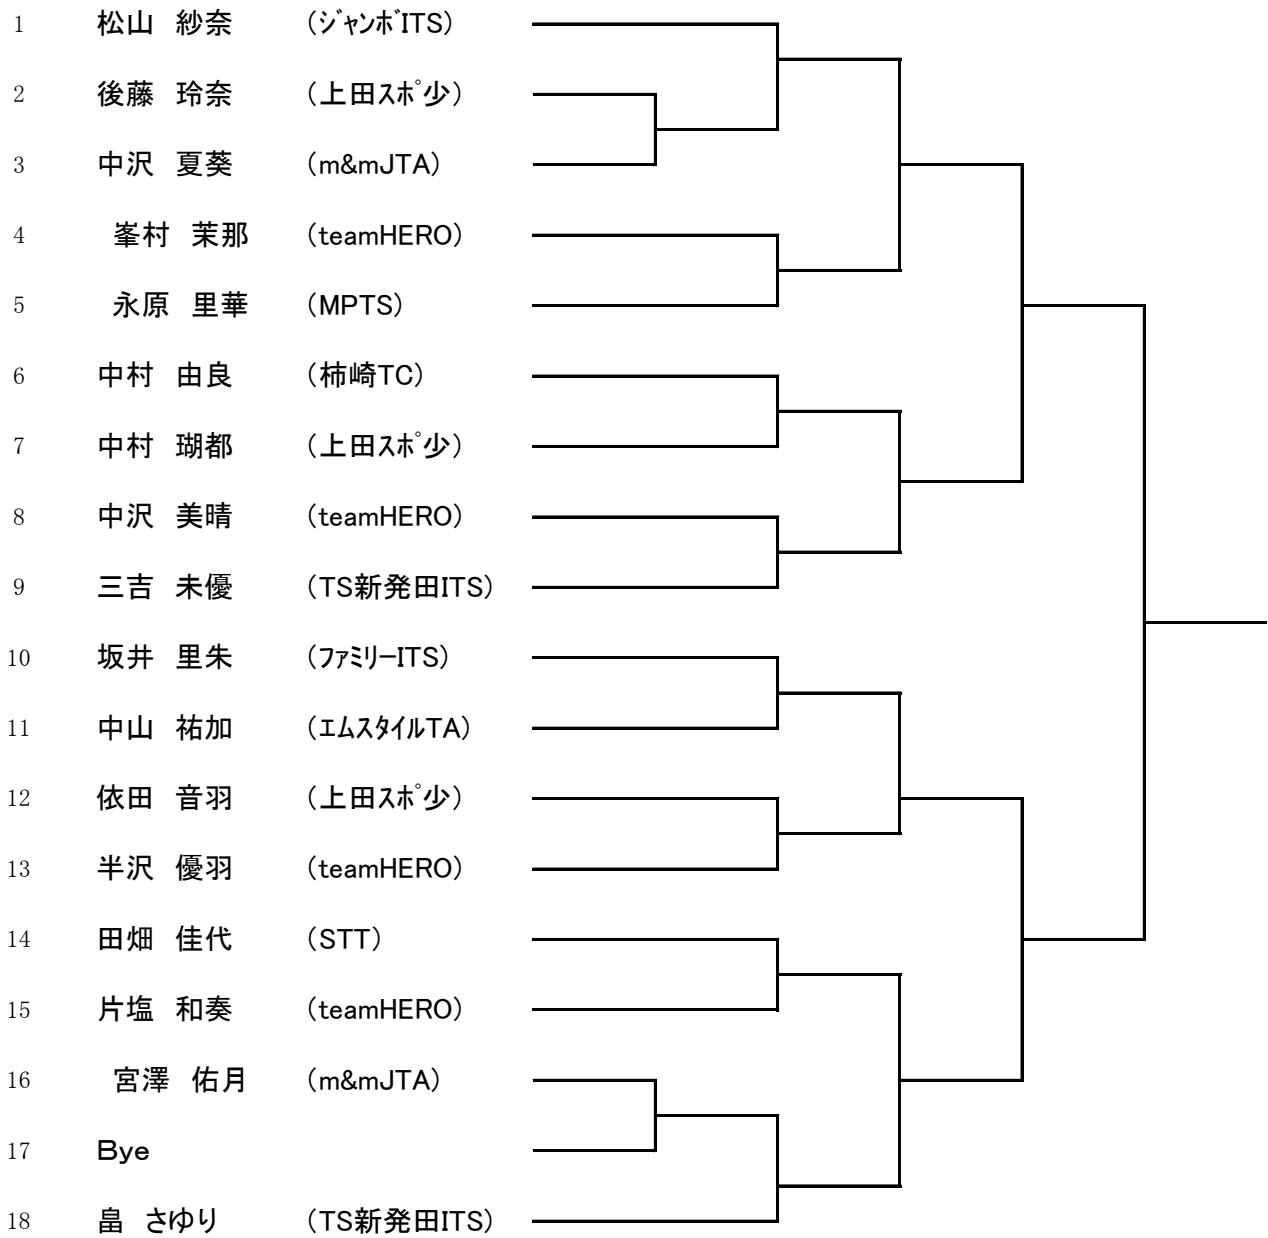 1 松山 紗奈 (ｼﾞｬﾝﾎﾞITS)
2 後藤 玲奈 (上田ｽﾎﾟ少)
3 中沢 夏葵 (m&mJTA)
4 峯村 茉那 (teamHERO)
5 永原 里華 (MPTS)
6 中村 由良 (柿崎TC)
7 中村 瑚都 (上田ｽﾎﾟ少)
8 中沢 美晴 (teamHERO)
9 三吉 未優 (TS新発田ITS)
10 坂井 里朱 (ﾌｧﾐﾘｰITS)
11 中山 祐加 (ｴﾑｽﾀｲﾙTA)
12 依田 音羽 (上田ｽﾎﾟ少)
13 半沢 優羽 (teamHERO)
14 田畑 佳代 (STT)
15 片塩 和奏 (teamHERO)
16 宮澤 佑月 (m&mJTA)
17 Bye
18 畠 さゆり (TS新発田ITS)